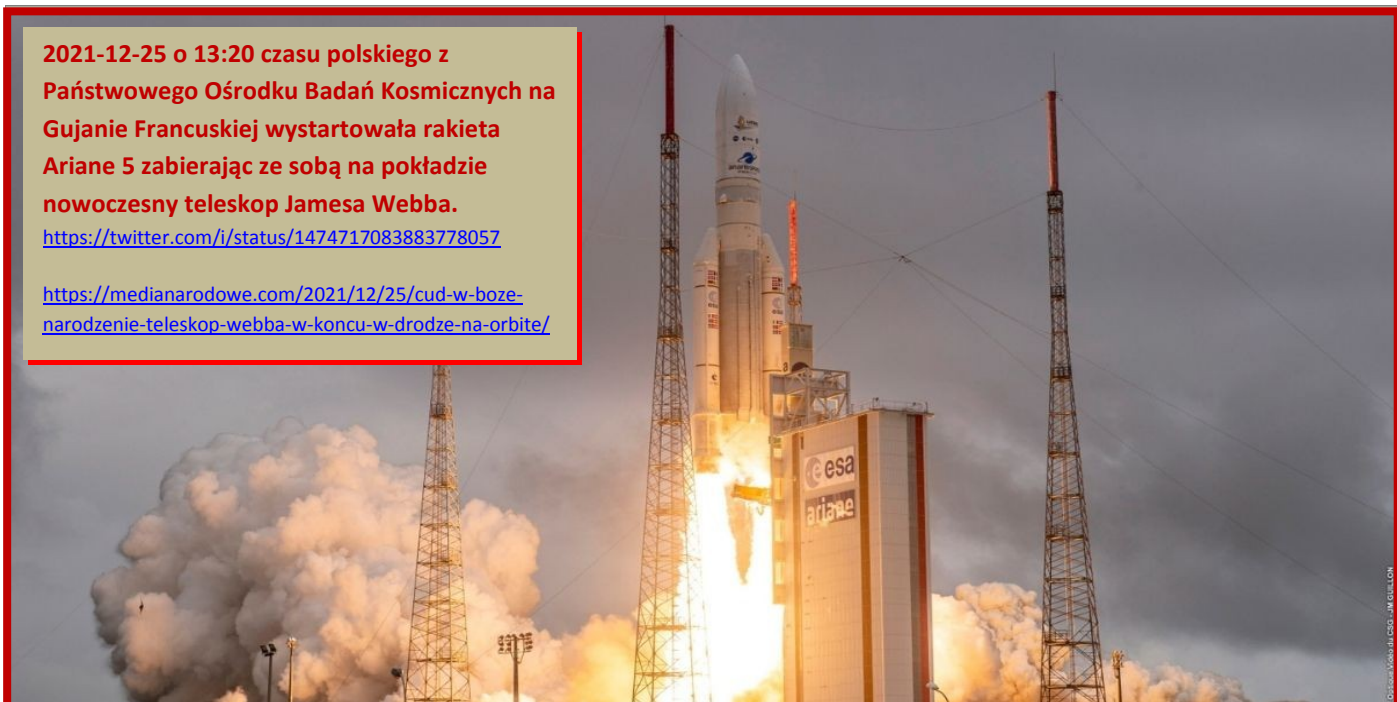 2021-12-25 o 13:20 czasu polskiego z
Państwowego Ośrodku Badań Kosmicznych na
Gujanie Francuskiej wystartowała rakieta
Ariane 5 zabierając ze sobą na pokładzie
nowoczesny teleskop Jamesa Webba.
https://twitter.com/i/status/1474717083883778057
https://medianarodowe.com/2021/12/25/cud-w-boze-
narodzenie-teleskop-webba-w-koncu-w-drodze-na-orbite/
esa
ariane
JM GUILLON